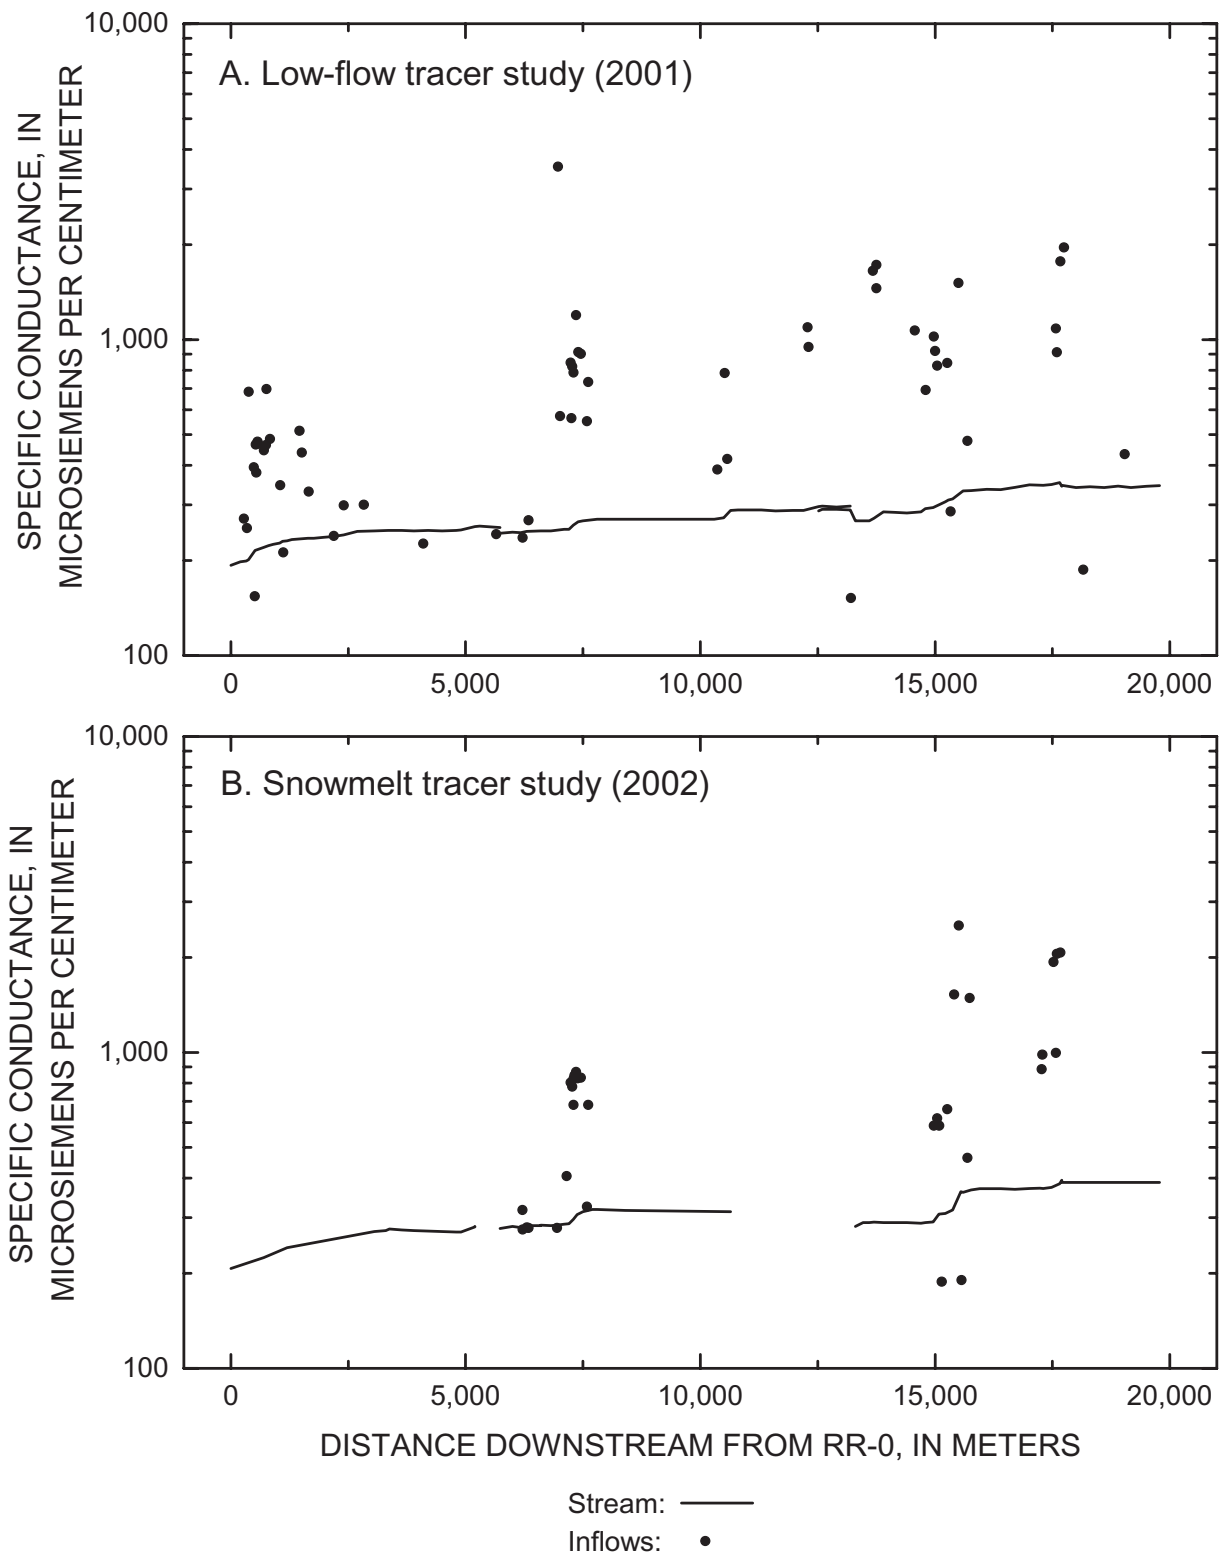 10,000
A. Low-flow tracer study (2001)
SPECIFIC CONDUCTANCE, IN
MICROSIEMENS PER CENTIMETER
1,000
100
0 5,000 10,000 15,000 20,000
10,000
B. Snowmelt tracer study (2002)
SPECIFIC CONDUCTANCE, IN
MICROSIEMENS PER CENTIMETER
1,000
100
0 5,000 10,000 15,000 20,000
DISTANCE DOWNSTREAM FROM RR-0, IN METERS
Stream:
Inflows: